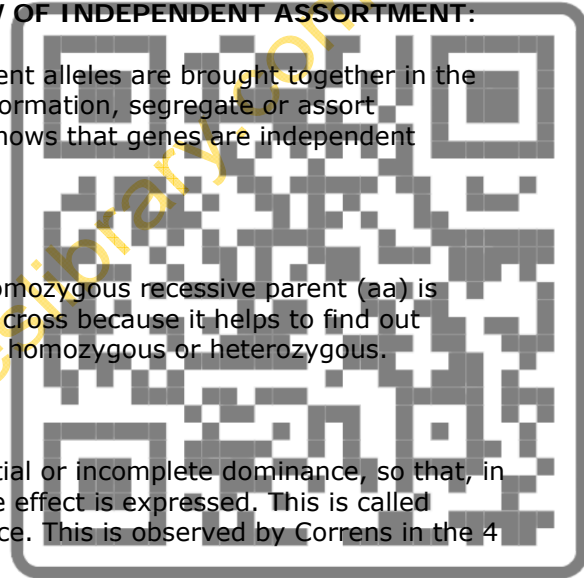 OF INDEPENDENT ASSORTMENT:
ent alleles are brought together in the
ormation, segregate or assort
hows that genes are independent
omozygous recessive parent (aa) is
cross because it helps to find out
homozygous or heterozygous.
tial or incomplete dominance, so that, in
e effect is expressed. This is called
ce. This is observed by Correns in the 4
slibrary.com